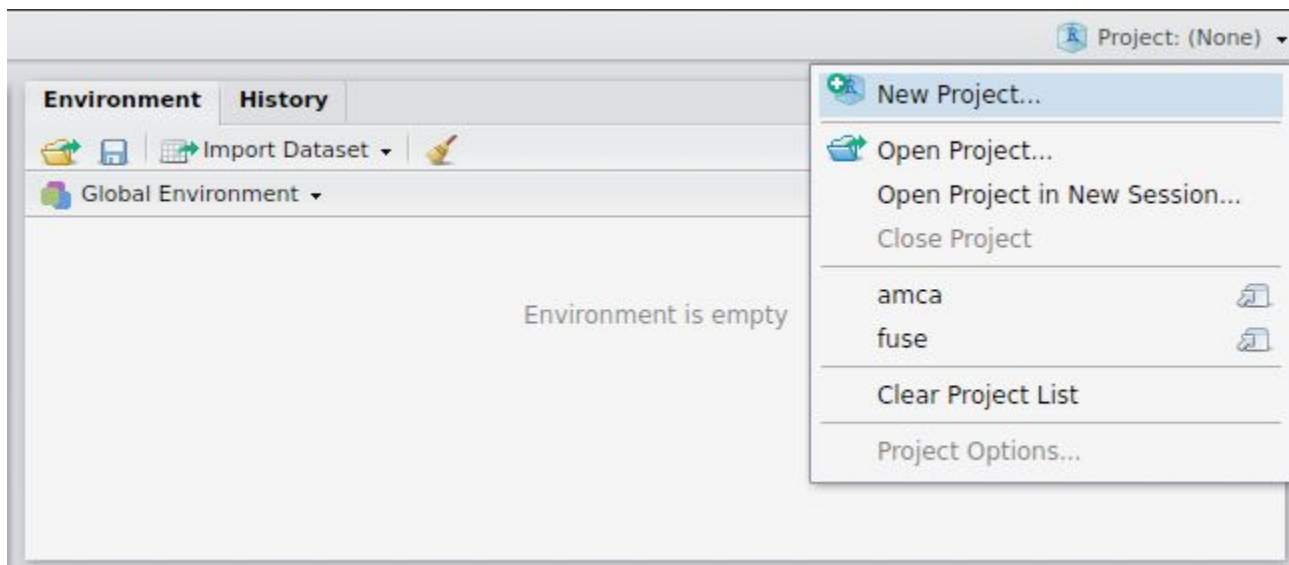 Project: (None)
Environment History
Import Dataset
Global Environment
Environment is empty
New Project...
Open Project...
Open Project in New Session...
Close Project
amca
fuse
Clear Project List
Project Options...